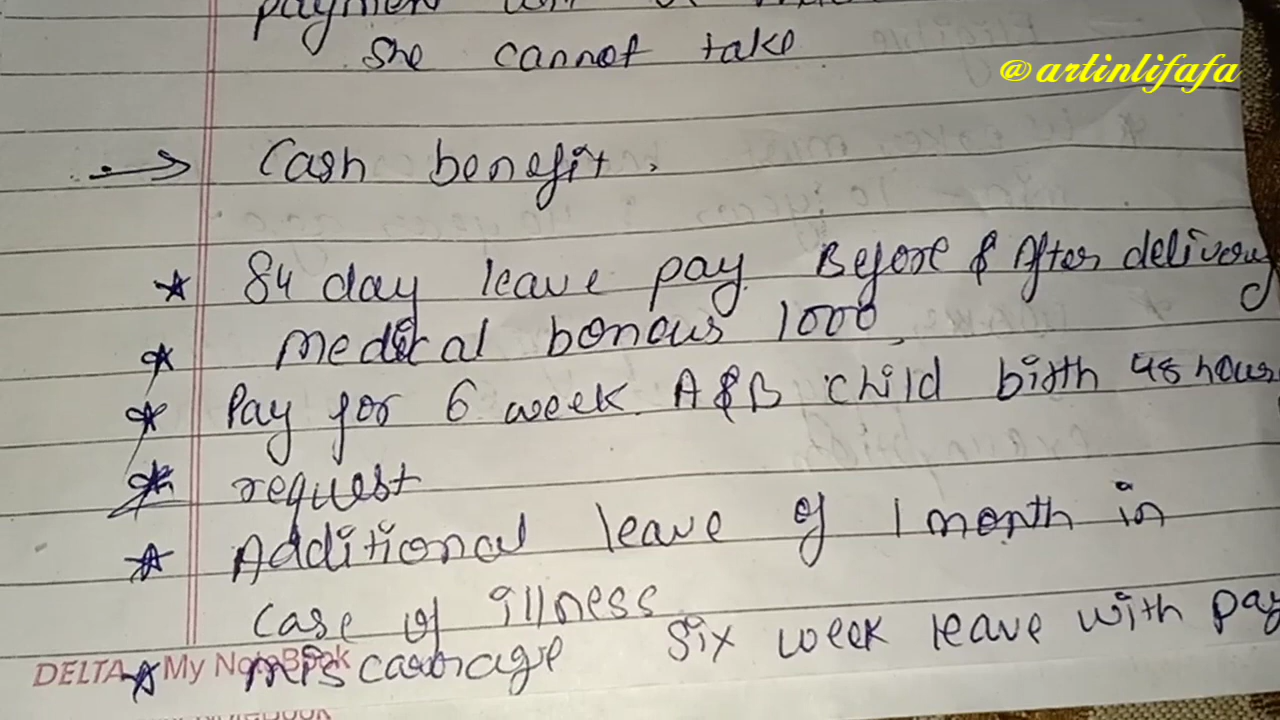 payment
She cannot take
@artinlifafa
→ Cash benefit.
★ 84 day leave pay Before & After delivery
★ medical bonous 1000
★ Pay for 6 week A&B child birth 48 hours
★ request
★ Additional leave of 1 month in
case of illness
★ miscarriage six week leave with pay
DELTA My NoteBook